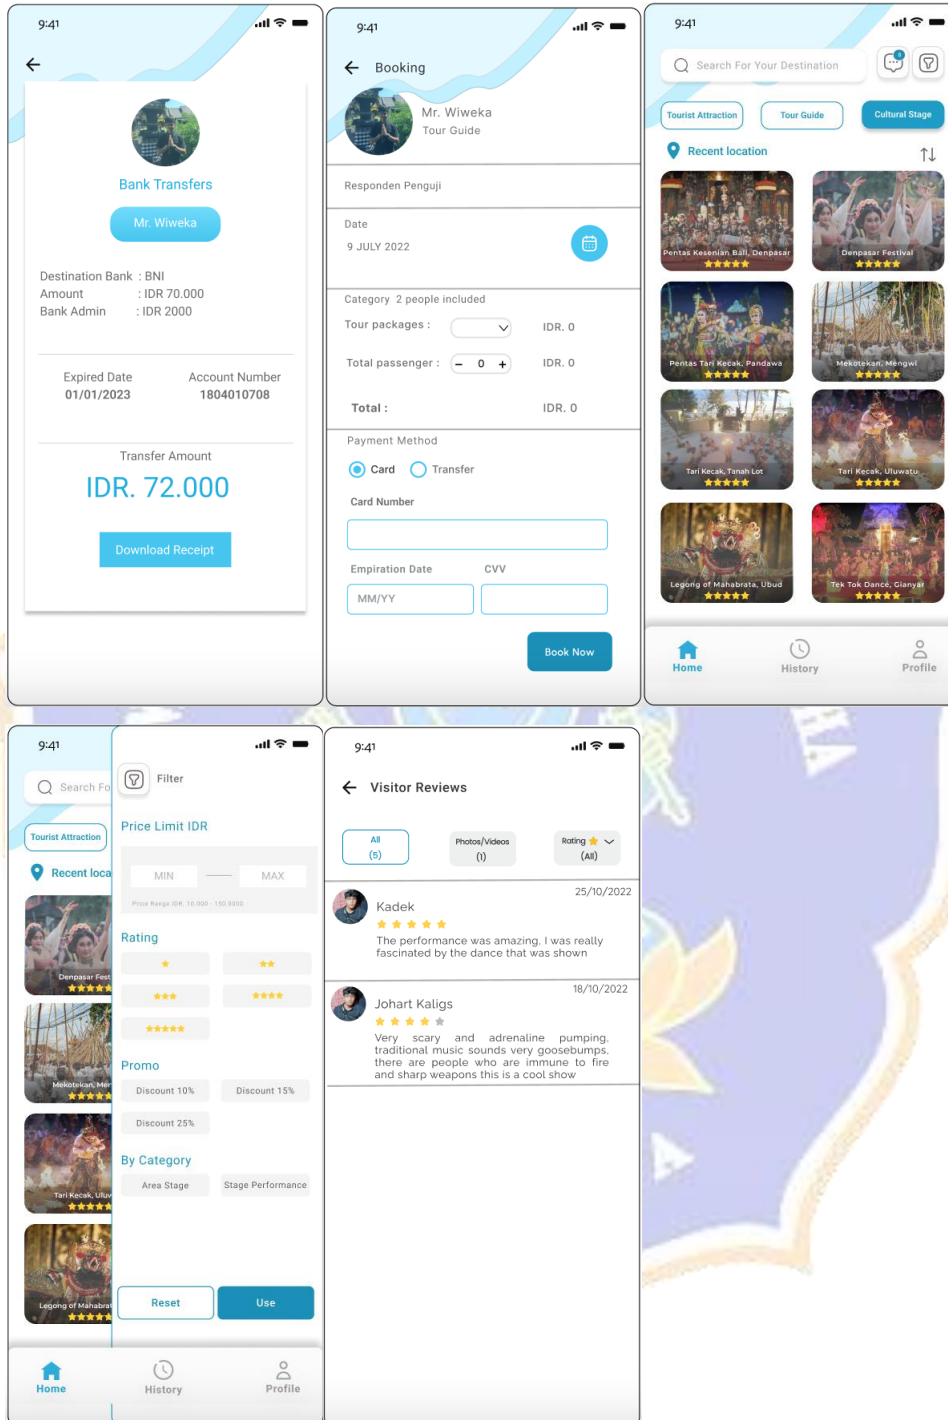 9:41
Bank Transfers
Mr. Wiweka
Destination Bank : BNI
Amount : IDR 70.000
Bank Admin : IDR 2000
Expired Date Account Number
01/01/2023 1804010708
Transfer Amount
IDR. 72.000
Download Receipt
9:41
Booking
Mr. Wiweka
Tour Guide
Responden Penguji
Date
9 JULY 2022
Category 2 people included
Tour packages : IDR. 0
Total passenger : − 0 + IDR. 0
Total : IDR. 0
Payment Method
Card Transfer
Card Number
Empiration Date CVV
MM/YY
Book Now
9:41
Search For Your Destination
Tourist Attraction Tour Guide Cultural Stage
Recent location
Pentas Kesenian Bali, Denpasar Denpasar Festival
Pentas Tari Kecak, Pandawa Mekotekan, Mengwi
Tari Kecak, Tanah Lot Tari Kecak, Uluwatu
Legong of Mahabrata, Ubud Tek Tok Dance, Gianyar
Home History Profile
9:41
Search Fo
Tourist Attraction
Recent loca
Denpasar Fest
Mekotekan, Men
Tari Kecak, Uluw
Legong of Mahabrat
Filter
Price Limit IDR
MIN — MAX
Price Range IDR. 10.000 - 150.0000
Rating
Promo
Discount 10% Discount 15%
Discount 25%
By Category
Area Stage Stage Performance
Reset Use
Home History Profile
9:41
Visitor Reviews
All
(5)
Photos/Videos
(1)
Rating
(All)
25/10/2022
Kadek
The performance was amazing, I was really
fascinated by the dance that was shown
18/10/2022
Johart Kaligs
Very scary and adrenaline pumping,
traditional music sounds very goosebumps,
there are people who are immune to fire
and sharp weapons this is a cool show